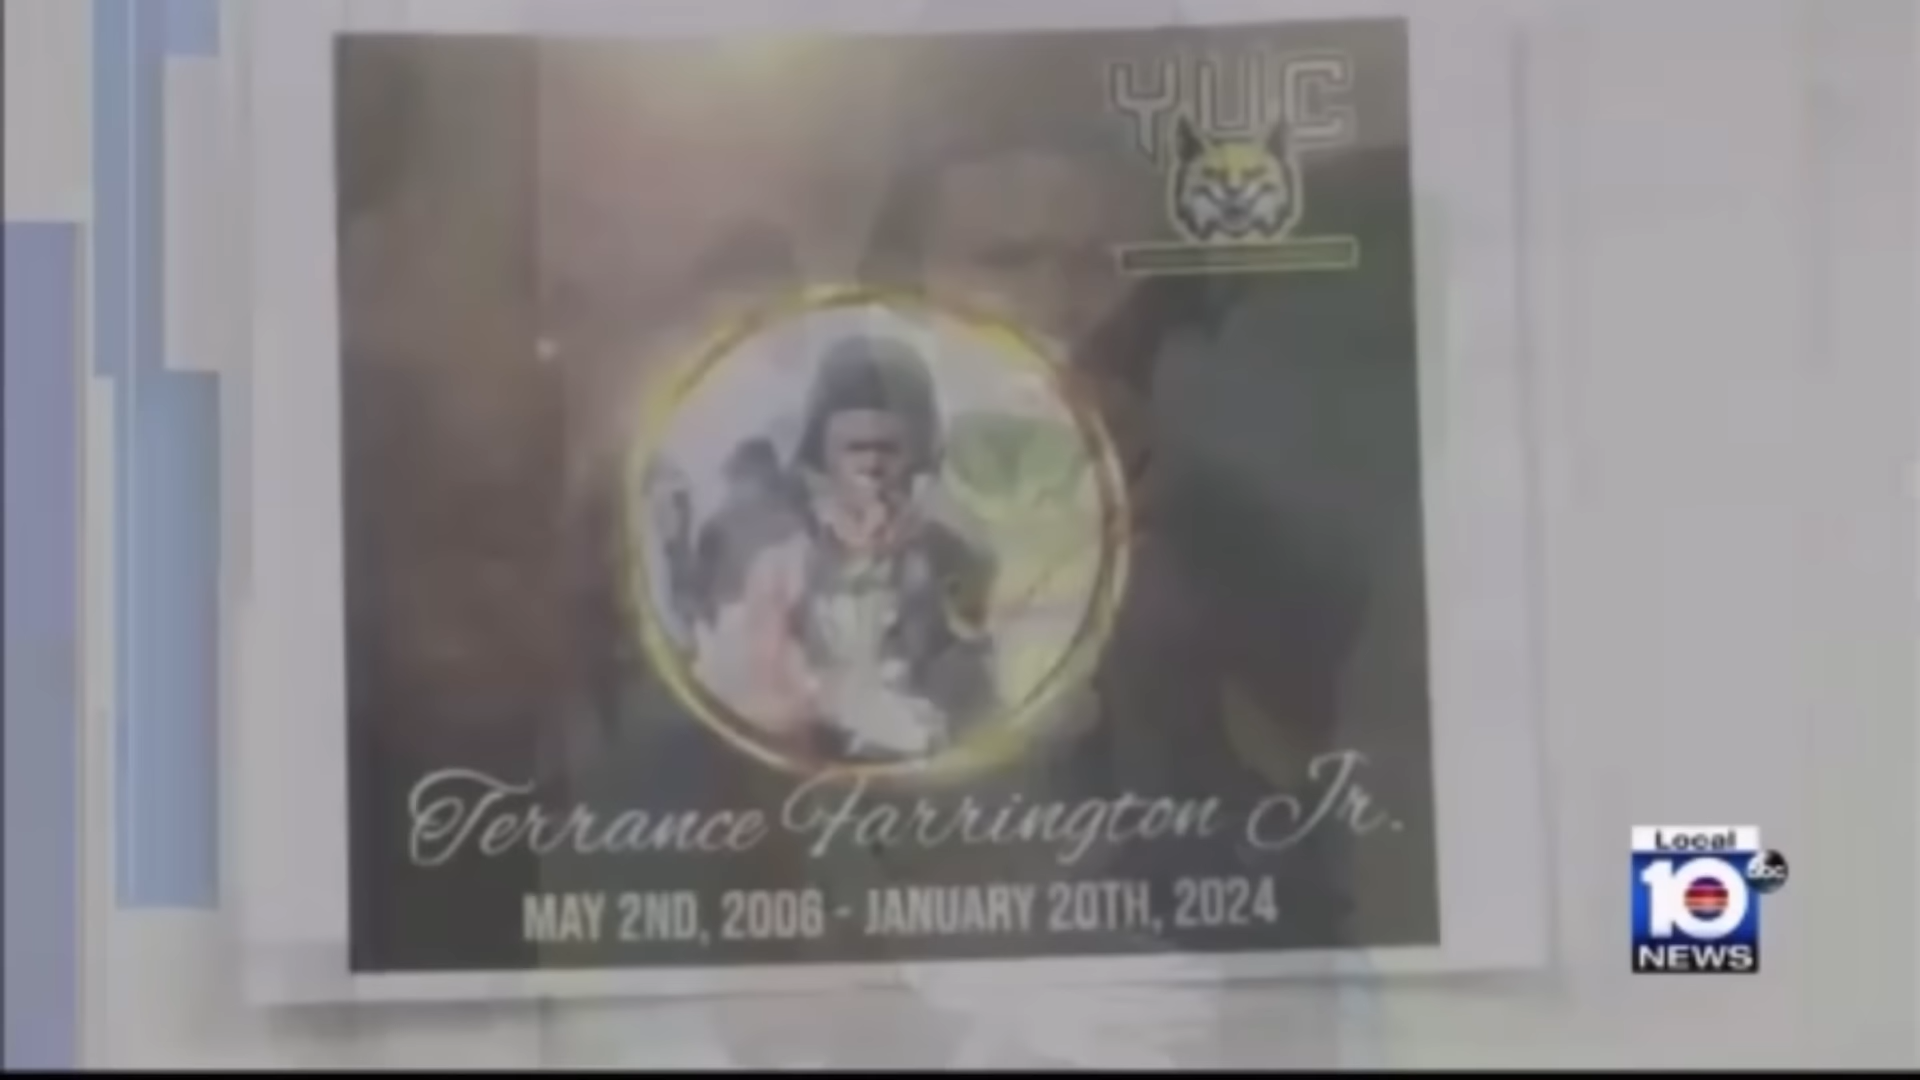 YUC
Terrance Farrington Jr.
MAY 2ND, 2006 - JANUARY 20TH, 2024
Local
10
abc
NEWS